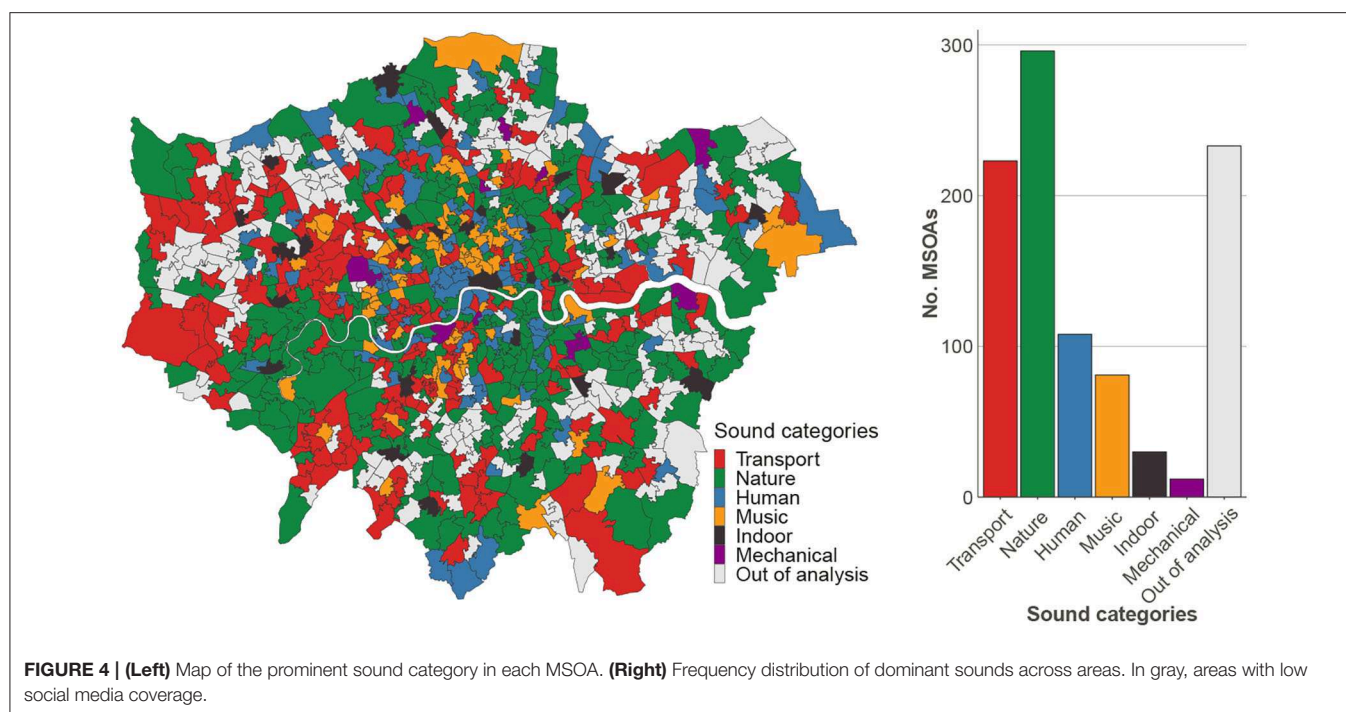 Sound categories
Transport
Nature
Human
Music
Indoor
Mechanical
Out of analysis
300
200
100
0
No. MSOAs
Transport
Nature
Human
Music
Indoor
Mechanical
Out of analysis
Sound categories
FIGURE 4 | (Left) Map of the prominent sound category in each MSOA. (Right) Frequency distribution of dominant sounds across areas. In gray, areas with low
social media coverage.